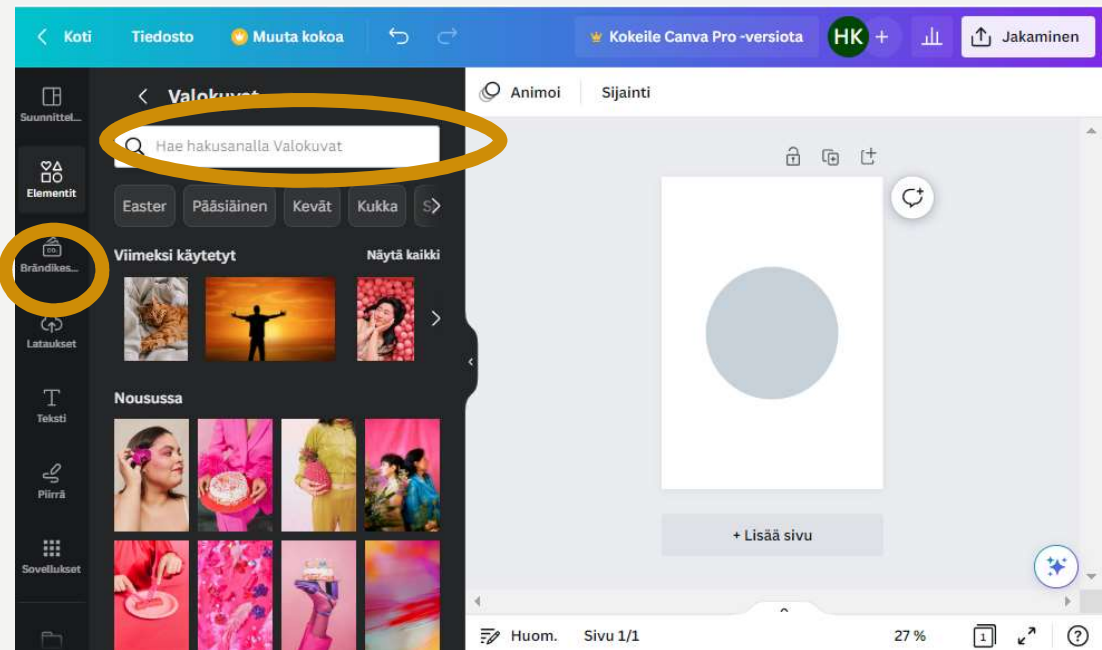 Koti Tiedosto Muuta kokoa Kokeile Canva Pro -versiota HK + Jakaminen
Suunnittel...
Elementit
Brändikes...
CO.
Lataukset
Teksti
Piirrä
Sovellukset
Valokuvat
Hae hakusanalla Valokuvat
Easter Pääsiäinen Kevät Kukka S
Viimeksi käytetyt Näytä kaikki
Nousussa
Animoi Sijainti
+ Lisää sivu
Huom. Sivu 1/1 27 % 1 ?